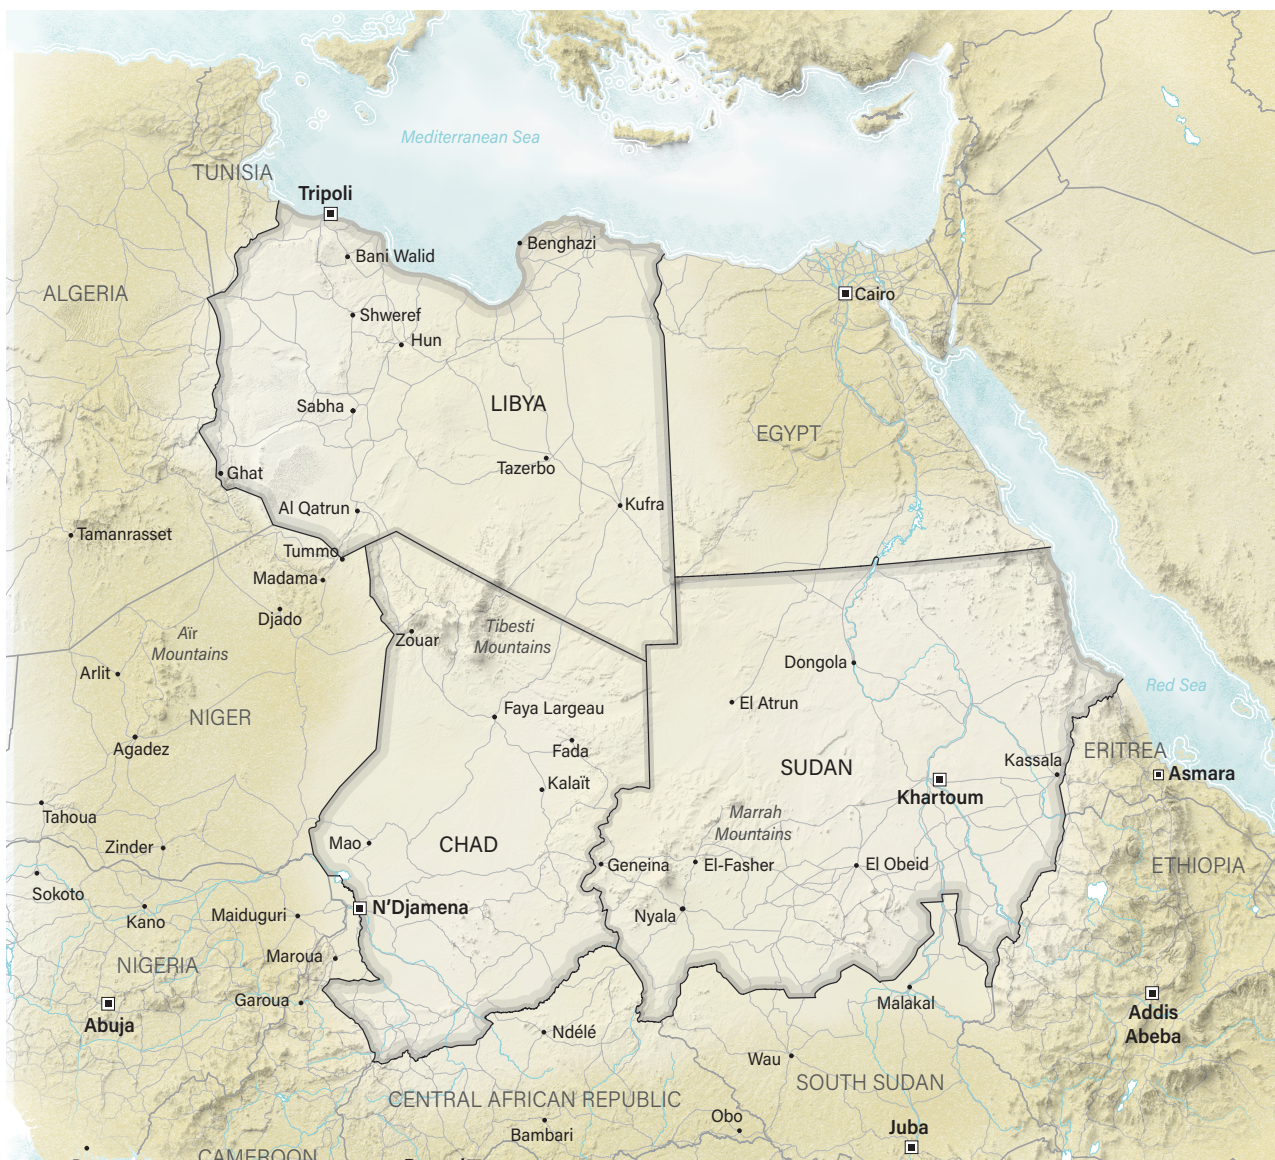 Mediterranean Sea
TUNISIA
Tripoli
Benghazi
Bani Walid
ALGERIA
Cairo
Shweref
Hun
Sabha
LIBYA
EGYPT
Tazerbo
Ghat
Al Qatrun
Kufra
Tamanrasset
Tummo
Madama
Djado
Aïr
Mountains
Zouar
Tibesti
Mountains
Dongola
Arlit
Red Sea
El Atrun
Faya Largeau
NIGER
Agadez
Fada
ERITREA
Kassala
SUDAN
Asmara
Kalaït
Khartoum
Tahoua
Marrah
Mountains
Zinder
Mao
CHAD
Geneina
El-Fasher
El Obeid
ETHIOPIA
Sokoto
Kano
Maiduguri
N'Djamena
Nyala
Maroua
NIGERIA
Garoua
Malakal
Abuja
Addis
Abeba
Ndélé
Wau
SOUTH SUDAN
CENTRAL AFRICAN REPUBLIC
Obo
Bambari
Juba
CAMEROON